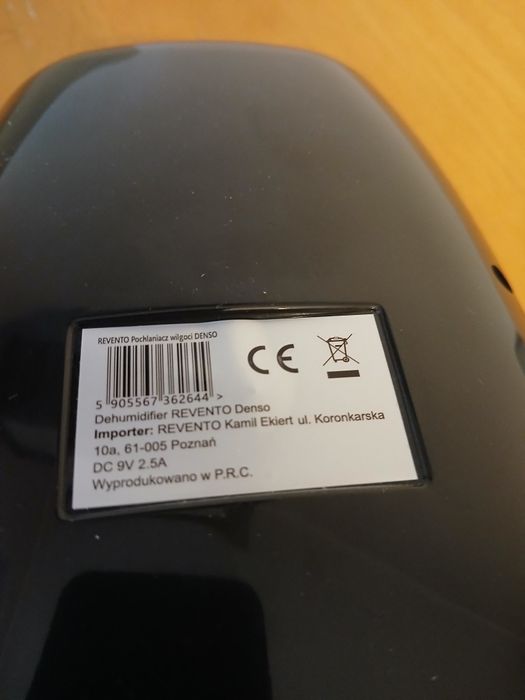 REVENTO Pochłaniacz wilgoci DENSO
5 905567 362644 >
CE
Dehumidifier REVENTO Denso
Importer: REVENTO Kamil Ekiert ul. Koronkarska
10a, 61-005 Poznań
DC 9V 2.5A
Wyprodukowano w P.R.C.